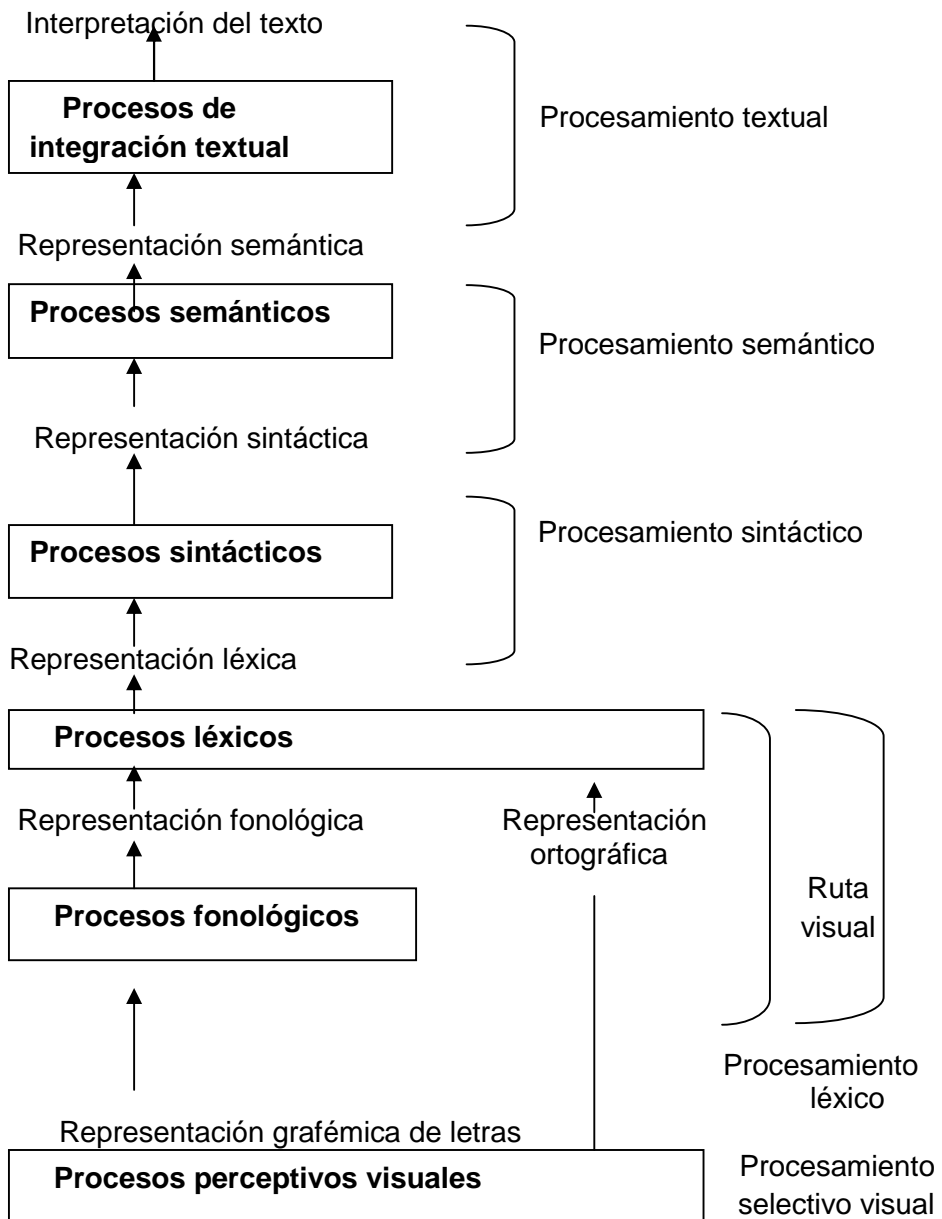 Interpretación del texto
Procesos de
integración textual
Procesamiento textual
Representación semántica
Procesos semánticos
Procesamiento semántico
Representación sintáctica
Procesos sintácticos
Procesamiento sintáctico
Representación léxica
Procesos léxicos
Representación fonológica
Representación
ortográfica
Procesos fonológicos
Ruta
visual
Procesamiento
léxico
Representación grafémica de letras
Procesos perceptivos visuales
Procesamiento
selectivo visual